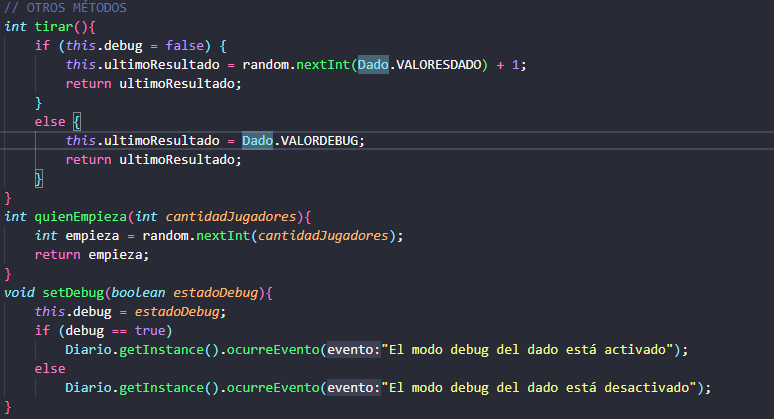 // OTROS MÉTODOS
int tirar(){
if (this.debug = false) {
this.ultimoResultado = random.nextInt(Dado.VALORESDADO) + 1;
return ultimoResultado;
}
else {
this.ultimoResultado = Dado.VALORDEBUG;
return ultimoResultado;
}
}
int quienEmpieza(int cantidadJugadores){
int empieza = random.nextInt(cantidadJugadores);
return empieza;
}
void setDebug(boolean estadoDebug){
this.debug = estadoDebug;
if (debug == true)
Diario.getInstance().ocurreEvento(evento:"El modo debug del dado está activado");
else
Diario.getInstance().ocurreEvento(evento:"El modo debug del dado está desactivado");
}